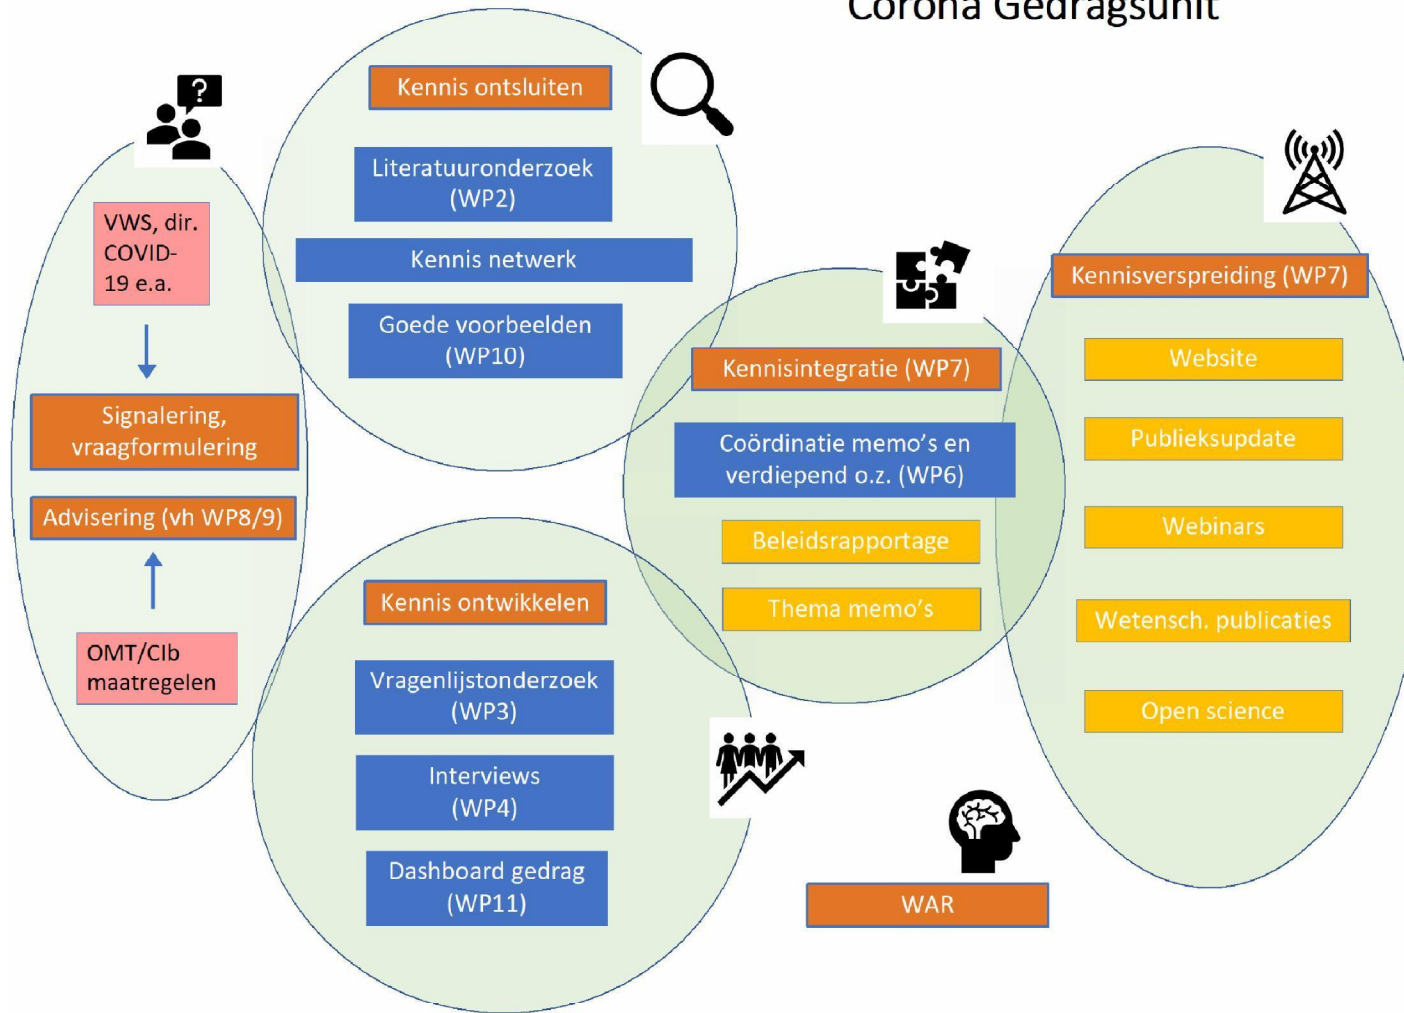 Corona Gedragsunit
?
VWS, dir.
COVID-
19 e.a.
Signalering,
vraagformulering
Advisering (vh WP8/9)
OMT/CIb
maatregelen
Kennis ontsluiten
Literatuuronderzoek
(WP2)
Kennis netwerk
Goede voorbeelden
(WP10)
Kennis ontwikkelen
Vragenlijstonderzoek
(WP3)
Interviews
(WP4)
Dashboard gedrag
(WP11)
Kennisintegratie (WP7)
Coördinatie memo’s en
verdiepend o.z. (WP6)
Beleidsrapportage
Thema memo’s
WAR
Kennisverspreiding (WP7)
Website
Publieksupdate
Webinars
Wetensch. publicaties
Open science